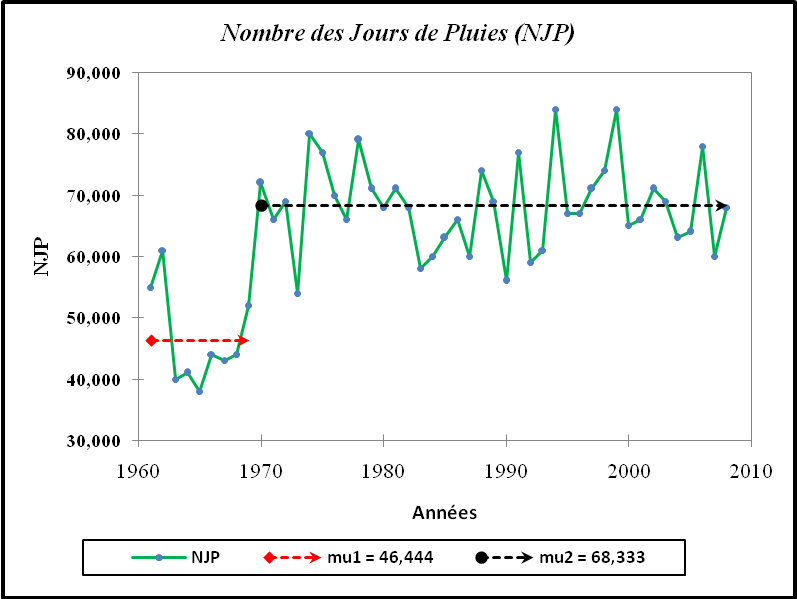 Nombre des Jours de Pluies (NJP)
90,000
80,000
70,000
60,000
50,000
40,000
30,000
NJP
1960 1970 1980 1990 2000 2010
Années
NJP mu1 = 46,444 mu2 = 68,333